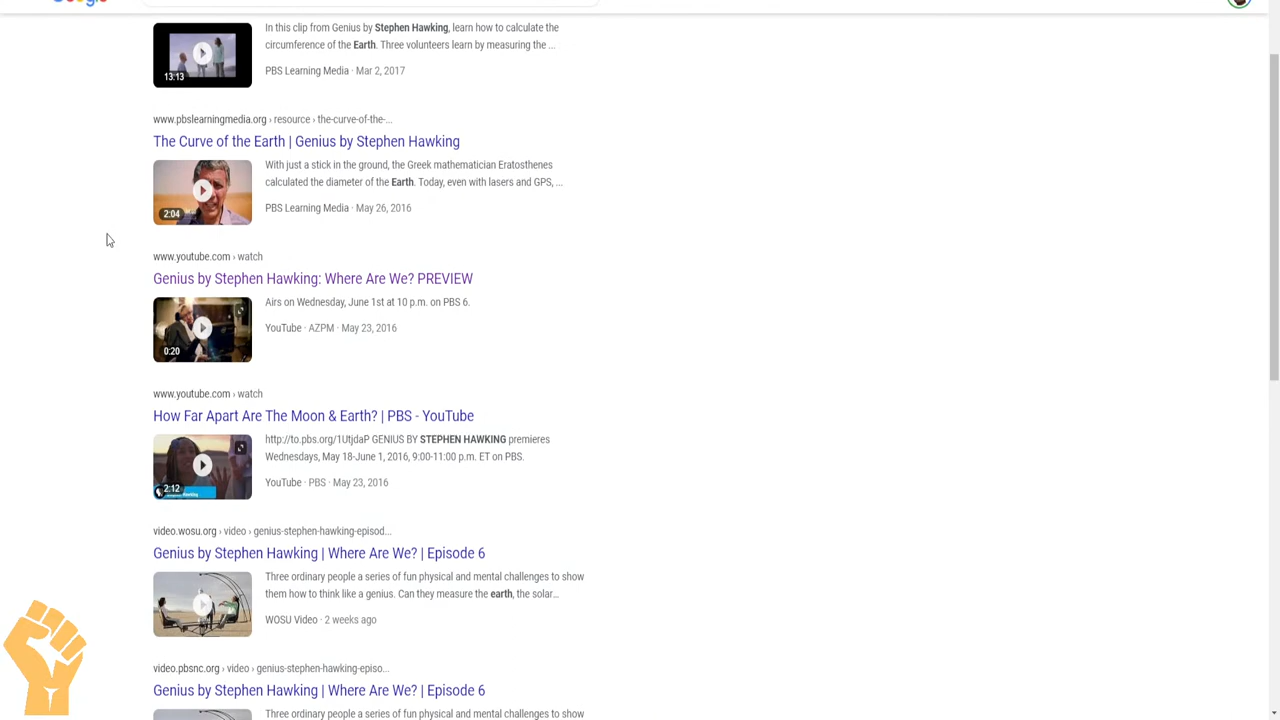 Google
In this clip from Genius by Stephen Hawking, learn how to calculate the
circumference of the Earth. Three volunteers learn by measuring the ...
13:13
PBS Learning Media · Mar 2, 2017
www.pbslearningmedia.org › resource › the-curve-of-the-...
The Curve of the Earth | Genius by Stephen Hawking
With just a stick in the ground, the Greek mathematician Eratosthenes
calculated the diameter of the Earth. Today, even with lasers and GPS, ...
2:04
PBS Learning Media · May 26, 2016
www.youtube.com › watch
Genius by Stephen Hawking: Where Are We? PREVIEW
Airs on Wednesday, June 1st at 10 p.m. on PBS 6.
YouTube · AZPM · May 23, 2016
0:20
www.youtube.com › watch
How Far Apart Are The Moon & Earth? | PBS - YouTube
http://to.pbs.org/1UtjdaP GENIUS BY STEPHEN HAWKING premieres
Wednesdays, May 18-June 1, 2016, 9:00-11:00 p.m. ET on PBS.
YouTube · PBS · May 23, 2016
2:12
video.wosu.org › video › genius-stephen-hawking-episod...
Genius by Stephen Hawking | Where Are We? | Episode 6
Three ordinary people a series of fun physical and mental challenges to show
them how to think like a genius. Can they measure the earth, the solar...
WOSU Video · 2 weeks ago
video.pbsnc.org › video › genius-stephen-hawking-episo...
Genius by Stephen Hawking | Where Are We? | Episode 6
Three ordinary people a series of fun physical and mental challenges to show